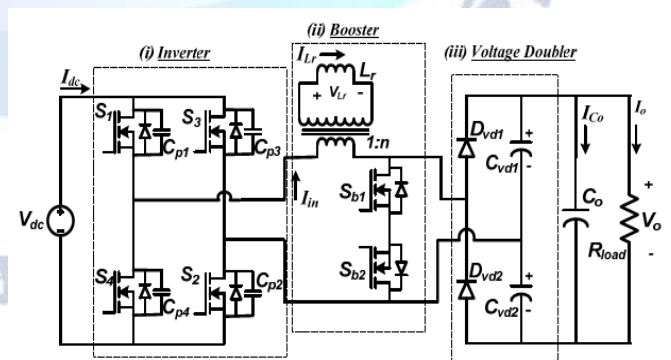 (i) Inverter
(ii) Booster
(iii) Voltage Doubler
I_Lr
L_r
+ V_Lr -
1:n
I_dc
S_1
C_p1
S_3
C_p3
I_in
S_b1
D_vd1
+
C_vd1
-
I_Co
I_o
V_dc
+
C_o
V_o
R_load
-
S_4
C_p4
S_2
C_p2
S_b2
D_vd2
+
C_vd2
-